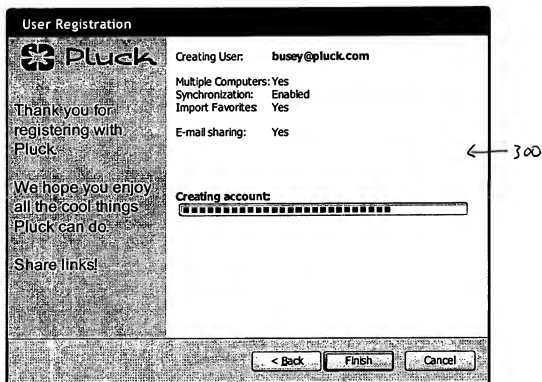 User Registration
Pluck
Thank you for
registering with
Pluck.
We hope you enjoy
all the cool things
Pluck can do.
Share links!
Creating User: busey@pluck.com
Multiple Computers: Yes
Synchronization: Enabled
Import Favorites Yes
E-mail sharing: Yes
Creating account:
300
< Back Finish Cancel